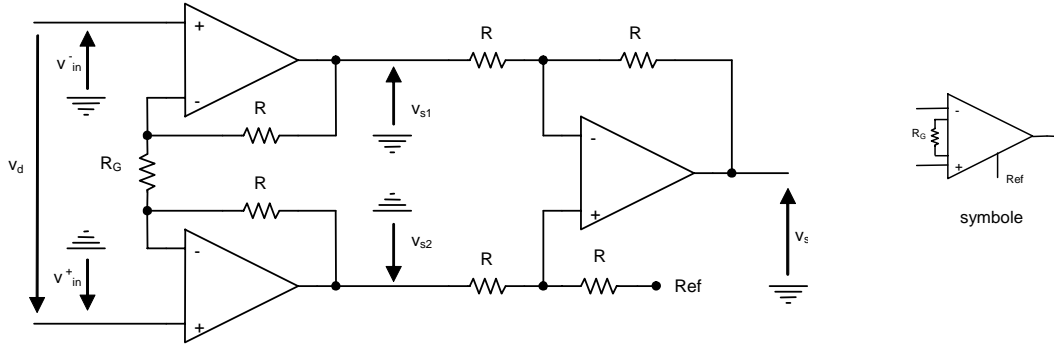 R
R
+
v-in
-
R
vs1
-
RG
RG
vd
R
-
+
Ref
symbole
+
vs2
vs
-
R
R
v+in
Ref
+